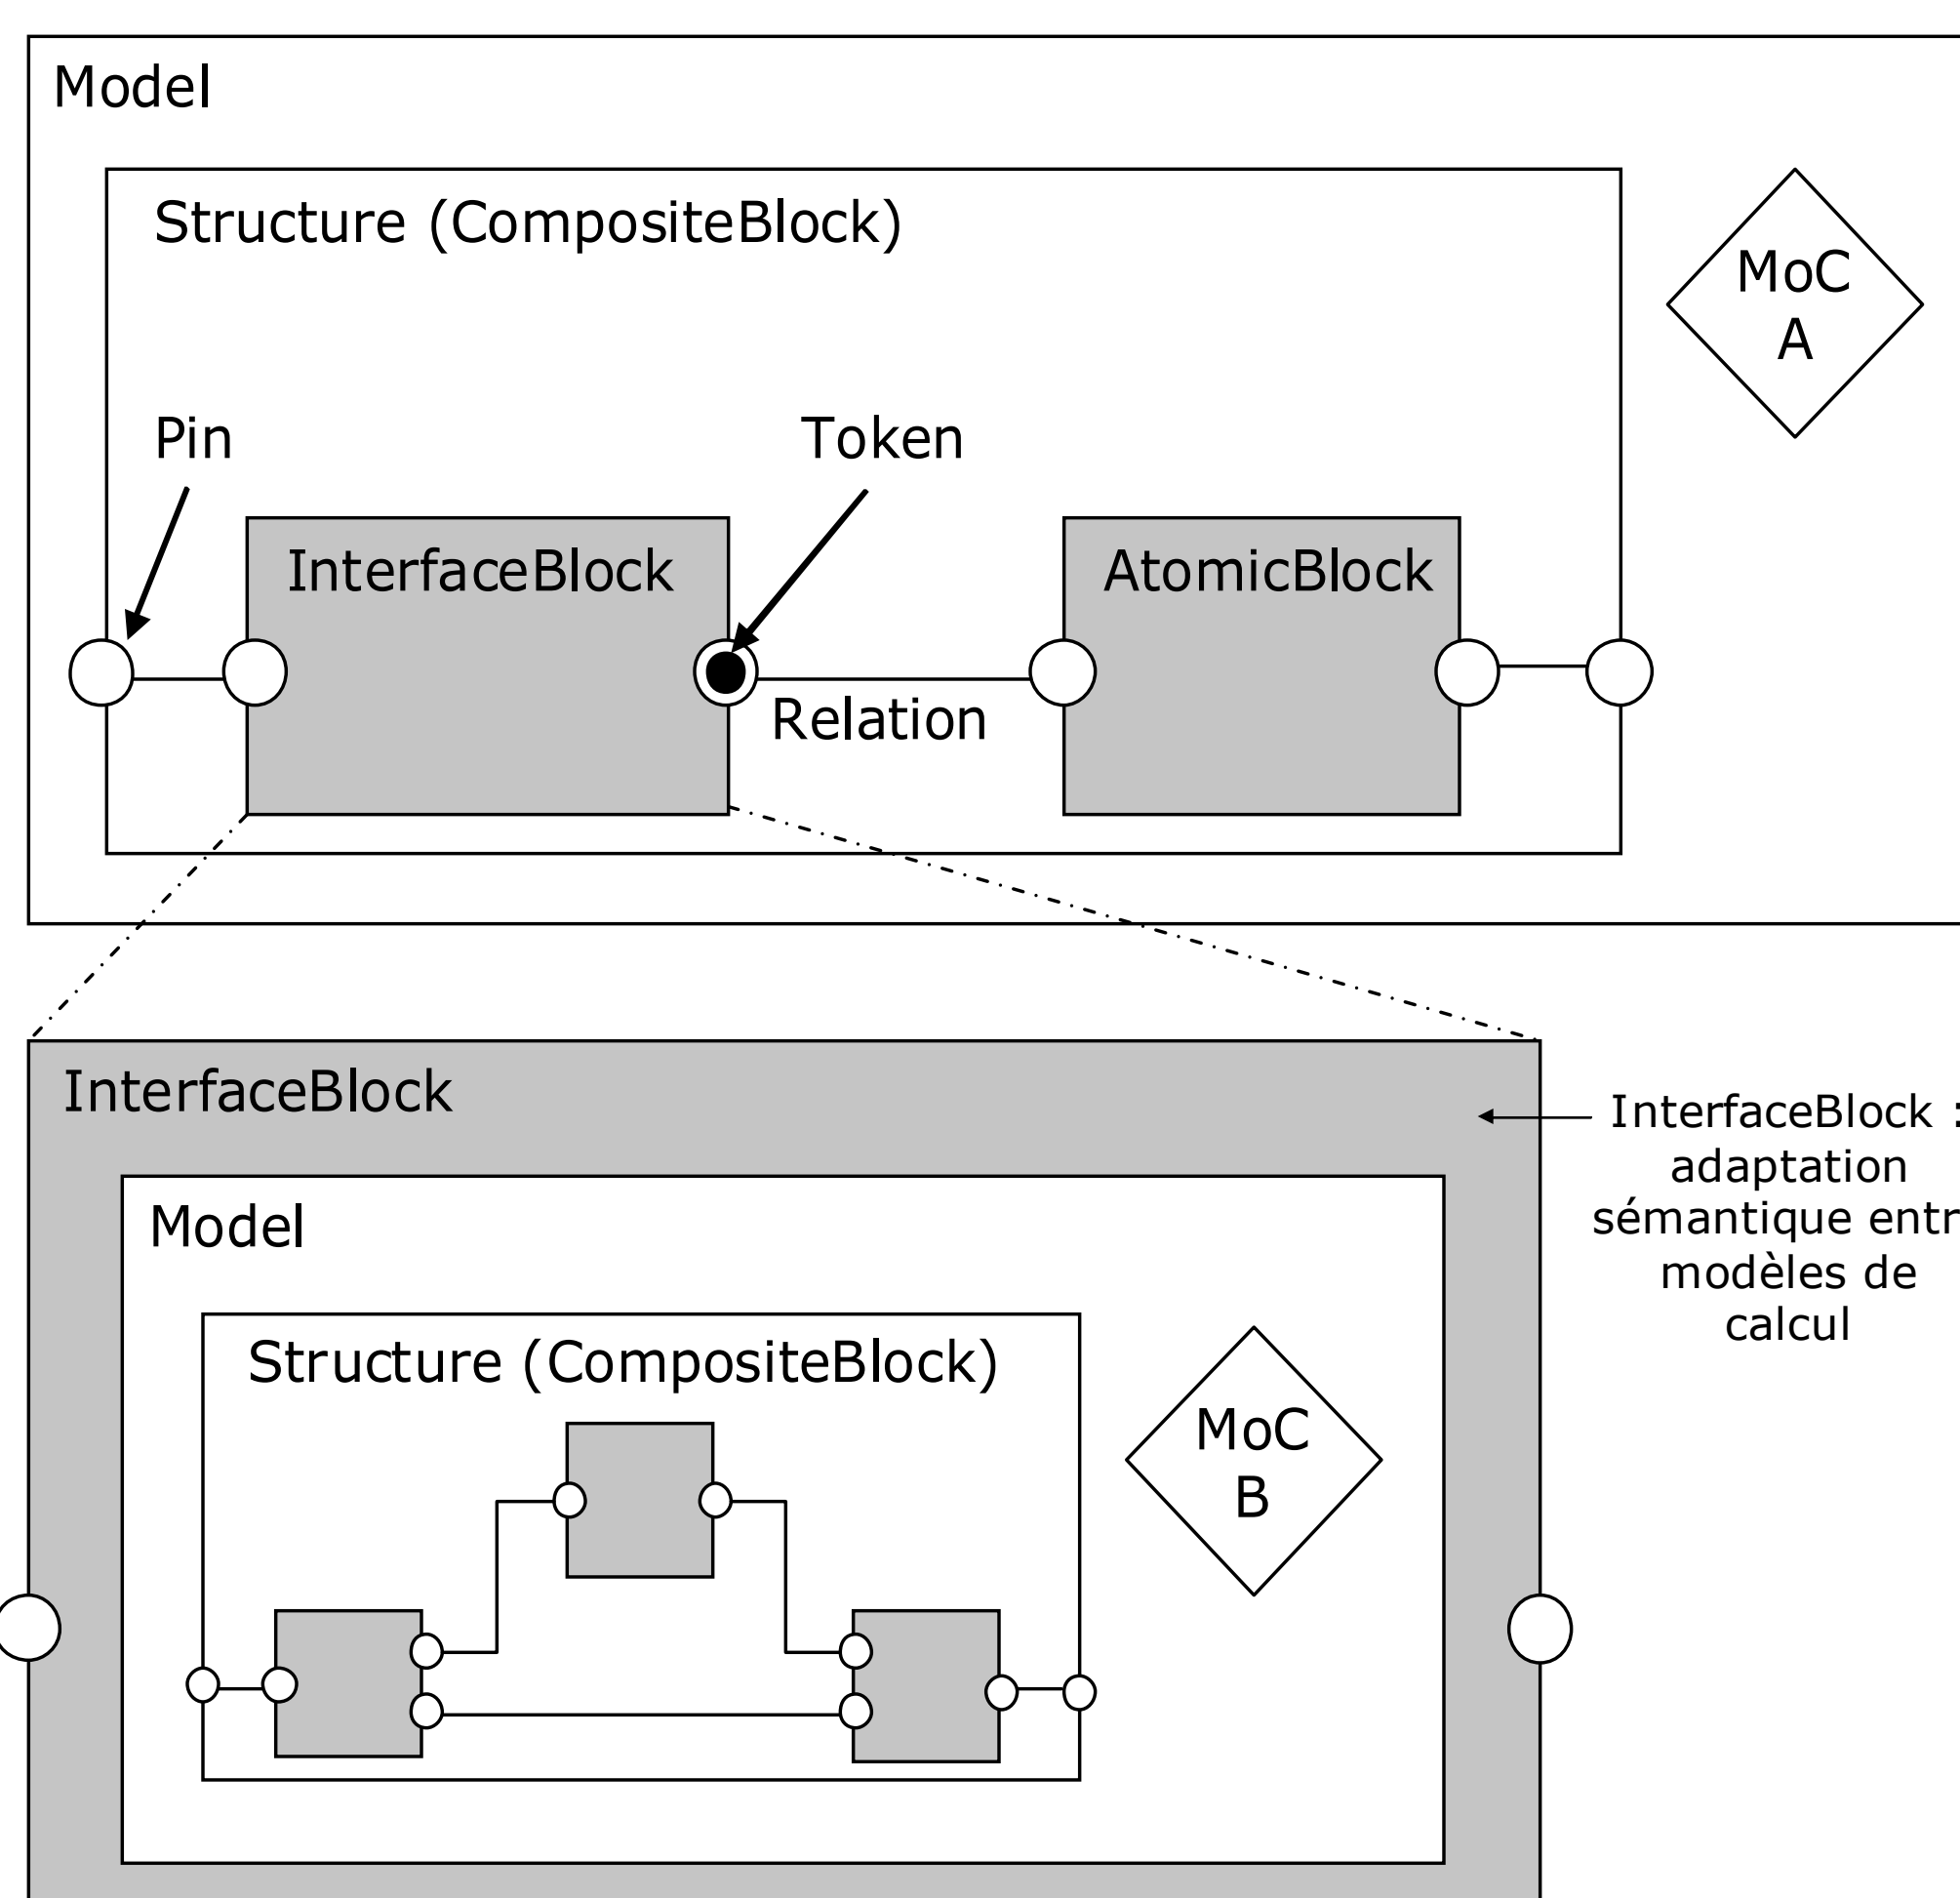 Model
Structure (CompositeBlock)
MoC
A
Pin
Token
InterfaceBlock
AtomicBlock
Relation
InterfaceBlock
InterfaceBlock :
adaptation
sémantique entr
modèles de
calcul
Model
Structure (CompositeBlock)
MoC
B